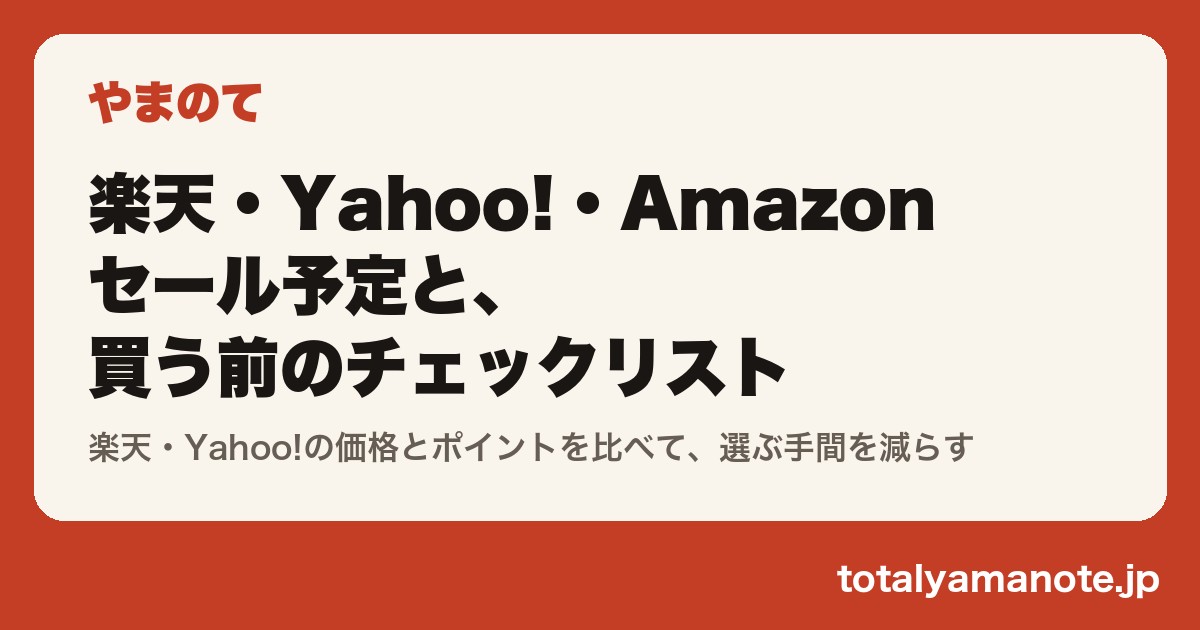 やまのて
楽天・Yahoo!・Amazon
セール予定と、
買う前のチェックリスト
楽天・Yahoo!の価格とポイントを比べて、選ぶ手間を減らす
totalyamanote.jp